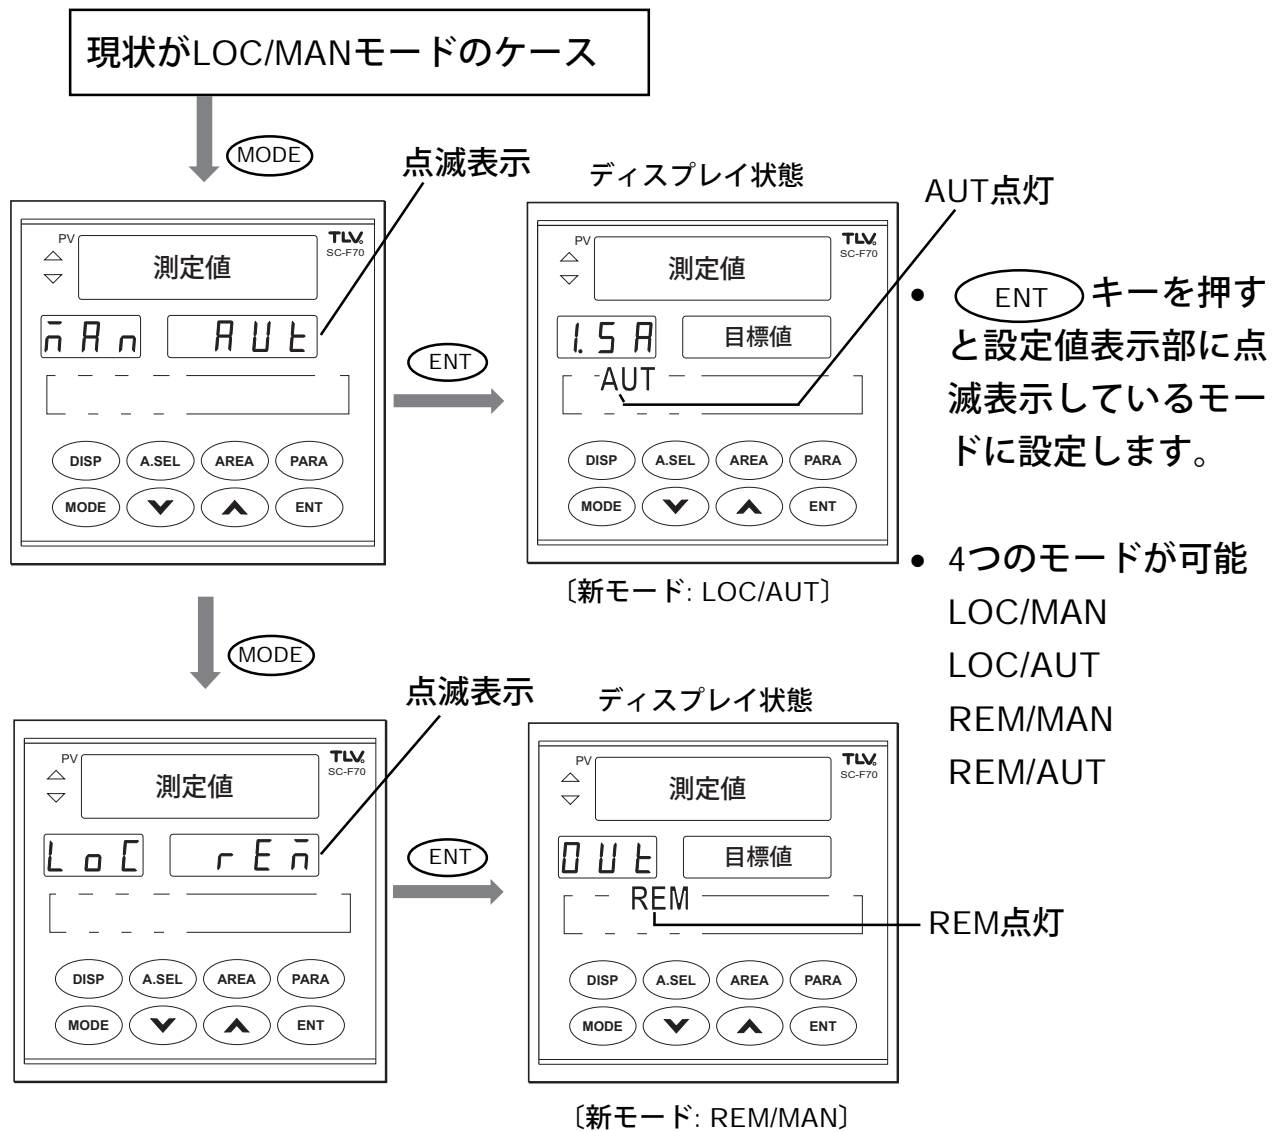 現状がLOC/MANモードのケース
MODE
点滅表示
PV
TLV®
SC-F70
測定値
mAn AUt
DISP A.SEL AREA PARA
MODE ENT
ENT
ディスプレイ状態
PV
TLV®
SC-F70
測定値
1.SA 目標値
AUT
DISP A.SEL AREA PARA
MODE ENT
〔新モード: LOC/AUT〕
AUT点灯
• ENT キーを押す
と設定値表示部に点
滅表示しているモー
ドに設定します。
• 4つのモードが可能
LOC/MAN
LOC/AUT
REM/MAN
REM/AUT
MODE
点滅表示
PV
TLV®
SC-F70
測定値
LoC rEm
DISP A.SEL AREA PARA
MODE ENT
ENT
ディスプレイ状態
PV
TLV®
SC-F70
測定値
OUt 目標値
REM
DISP A.SEL AREA PARA
MODE ENT
REM点灯
〔新モード: REM/MAN〕